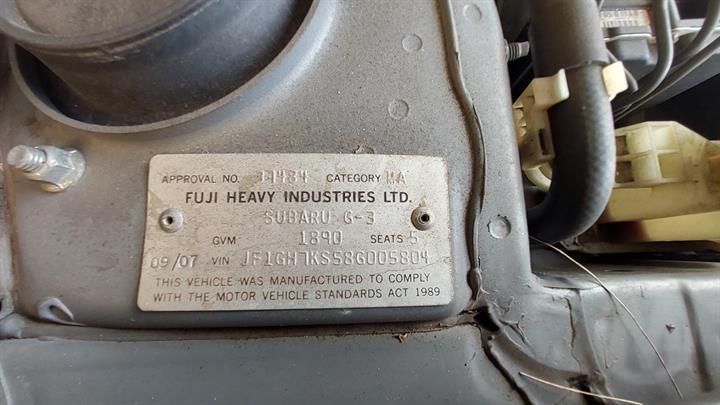 APPROVAL NO. 31434 CATEGORY MA
FUJI HEAVY INDUSTRIES LTD.
SUBARU G-3
GVM 1890 SEATS 5
09/07 VIN JF1GH7KS58G005804
THIS VEHICLE WAS MANUFACTURED TO COMPLY
WITH THE MOTOR VEHICLE STANDARDS ACT 1989